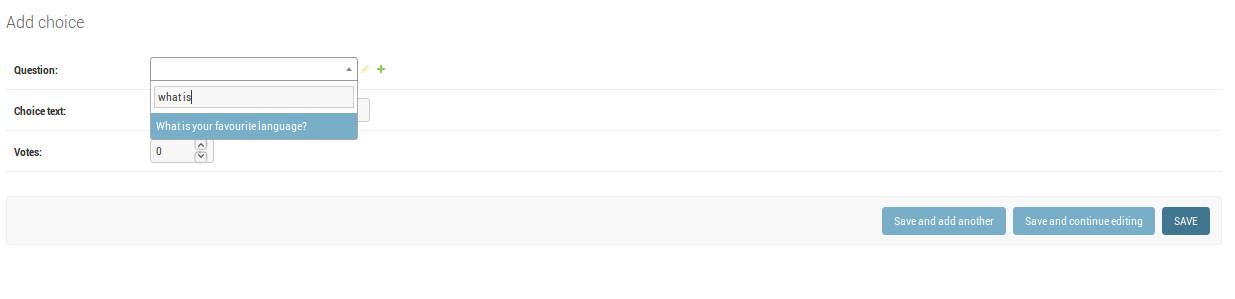 Add choice
Question:
what is
Choice text:
What is your favourite language?
Votes:
0
Save and add another Save and continue editing SAVE